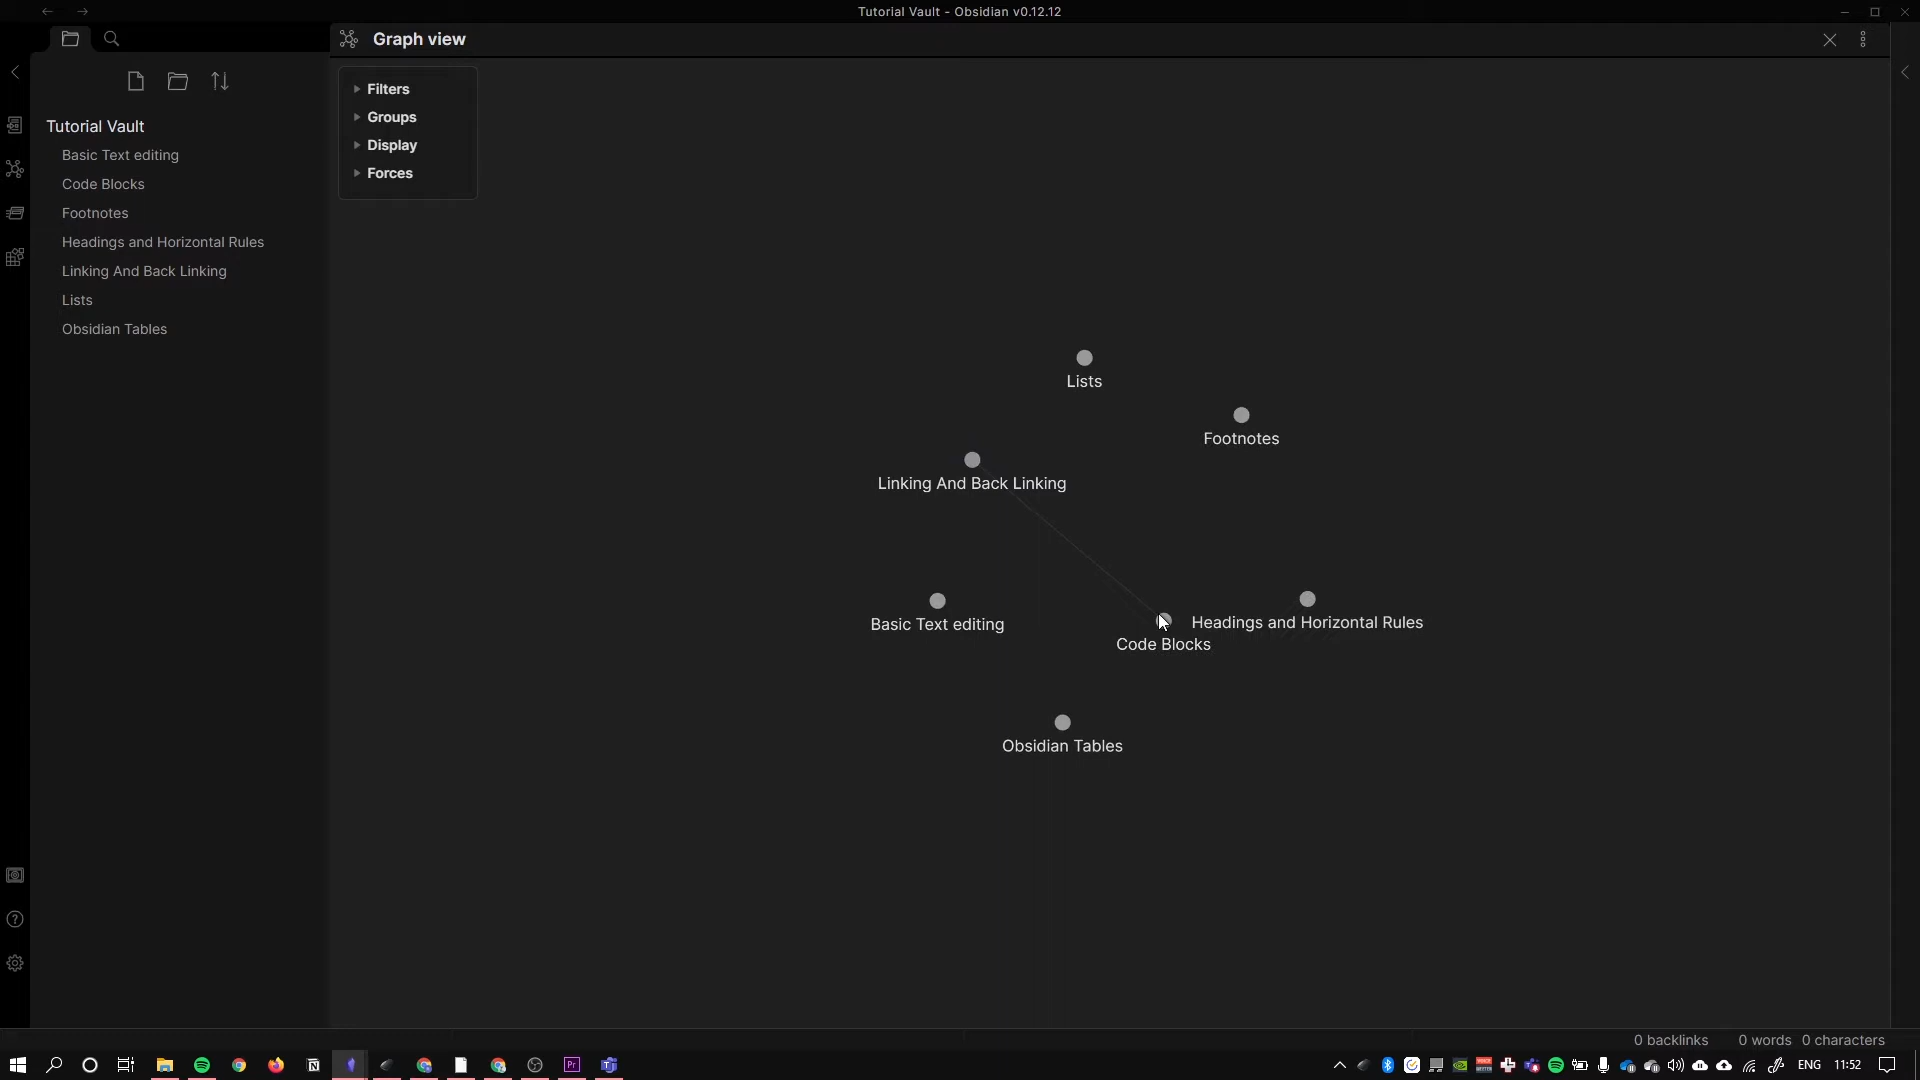 Tutorial Vault - Obsidian v0.12.12
Graph view
Filters
Groups
Display
Forces
Tutorial Vault
Basic Text editing
Code Blocks
Footnotes
Headings and Horizontal Rules
Linking And Back Linking
Lists
Obsidian Tables
Lists
Footnotes
Linking And Back Linking
Basic Text editing
Headings and Horizontal Rules
Code Blocks
Obsidian Tables
0 backlinks 0 words 0 characters
Pr
ENG 11:52